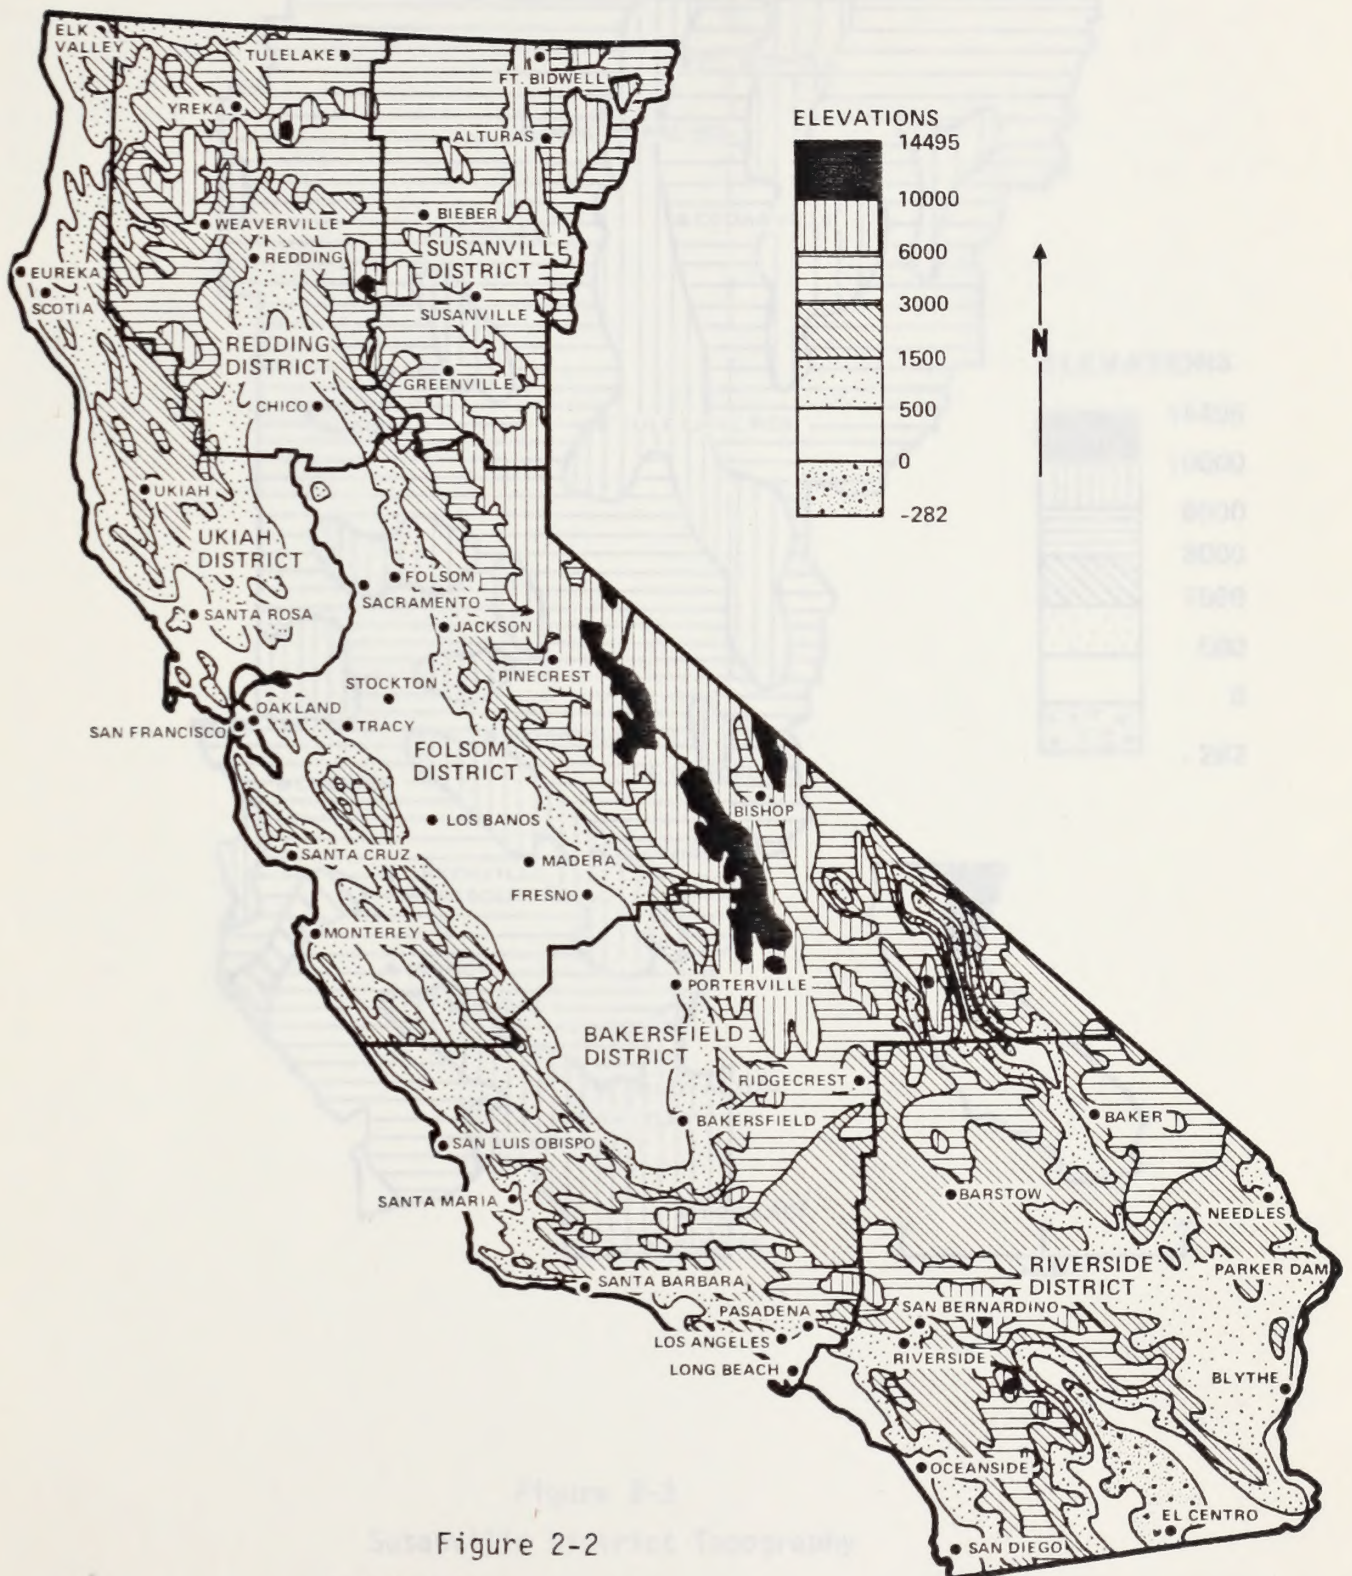 ELK
VALLEY
TULELAKE
FT. BIDWELL
YREKA
ALTURAS
ELEVATIONS
14495
10000
6000
3000
1500
500
0
-282
N
BIEBER
WEAVERVILLE
SUSANVILLE
DISTRICT
REDDING
EUREKA
SCOTIA
SUSANVILLE
REDDING
DISTRICT
GREENVILLE
CHICO
UKIAH
UKIAH
DISTRICT
FOLSOM
SACRAMENTO
SANTA ROSA
JACKSON
PINECREST
STOCKTON
OAKLAND
SAN FRANCISCO
TRACY
FOLSOM
DISTRICT
BISHOP
LOS BANOS
SANTA CRUZ
MADERA
FRESNO
MONTEREY
PORTERVILLE
BAKERSFIELD
DISTRICT
RIDGECREST
BAKERSFIELD
BAKER
SAN LUIS OBISPO
SANTA MARIA
BARSTOW
NEEDLES
RIVERSIDE
DISTRICT
PARKER DAM
SANTA BARBARA
PASADENA
SAN BERNARDINO
LOS ANGELES
RIVERSIDE
LONG BEACH
BLYTHE
OCEANSIDE
EL CENTRO
SAN DIEGO
Figure 2-2